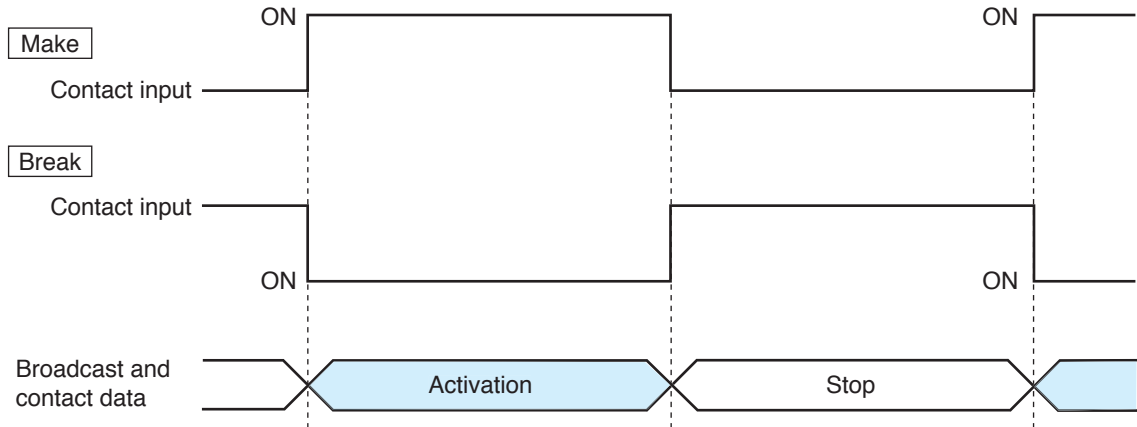 ON
ON
Make
Contact input
Break
Contact input
ON
ON
Broadcast and
contact data
Activation
Stop